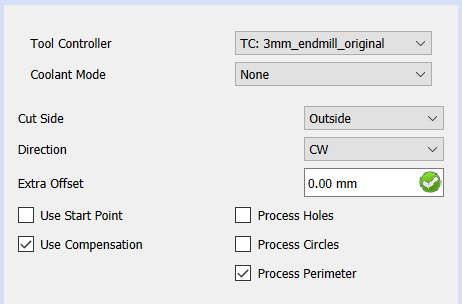 Tool Controller TC: 3mm_endmill_original
Coolant Mode None
Cut Side Outside
Direction CW
Extra Offset 0.00 mm
Use Start Point Process Holes
Use Compensation Process Circles
Process Perimeter